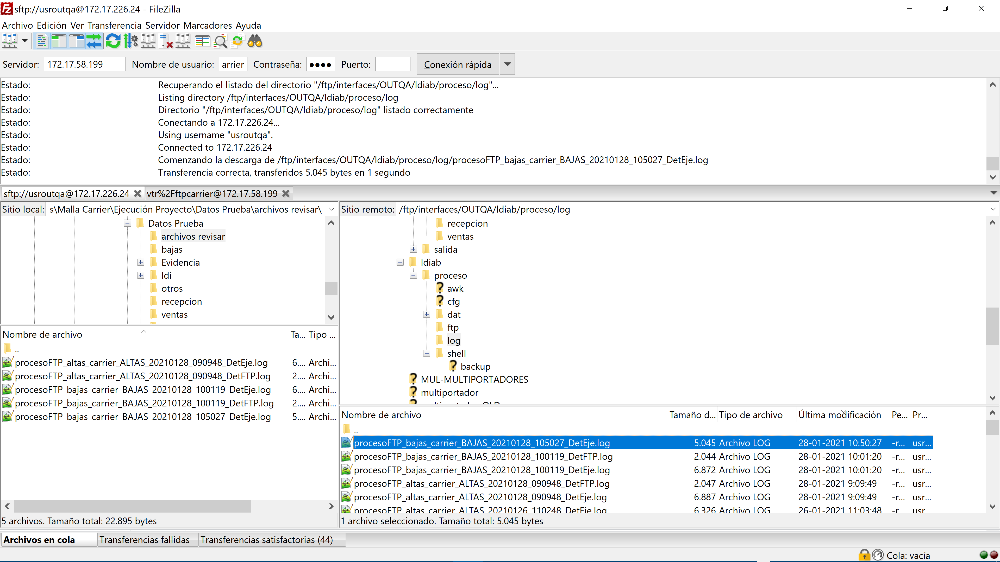 sftp://usroutqa@172.17.226.24 - FileZilla
Archivo Edición Ver Transferencia Servidor Marcadores Ayuda
Servidor: 172.17.58.199 Nombre de usuario: arrier Contraseña: ●●●● Puerto: Conexión rápida
Estado: Recuperando el listado del directorio "/ftp/interfaces/OUTQA/ldiab/proceso/log"...
Estado: Listing directory /ftp/interfaces/OUTQA/ldiab/proceso/log
Estado: Directorio "/ftp/interfaces/OUTQA/ldiab/proceso/log" listado correctamente
Estado: Conectando a 172.17.226.24...
Estado: Using username "usroutqa".
Estado: Connected to 172.17.226.24
Estado: Comenzando la descarga de /ftp/interfaces/OUTQA/ldiab/proceso/log/procesoFTP_bajas_carrier_BAJAS_20210128_105027_DetEje.log
Estado: Transferencia correcta, transferidos 5.045 bytes en 1 segundo
sftp://usroutqa@172.17.226.24 vtr%2Fftpcarrier@172.17.58.199
Sitio local: s\Malla Carrier\Ejecución Proyecto\Datos Prueba\archivos revisar\
Datos Prueba
archivos revisar
bajas
Evidencia
ldi
otros
recepcion
ventas
Nombre de archivo Ta... Tipo ...
..
procesoFTP_altas_carrier_ALTAS_20210128_090948_DetEje.log 6.... Archi...
procesoFTP_altas_carrier_ALTAS_20210128_090948_DetFTP.log 2.... Archi...
procesoFTP_bajas_carrier_BAJAS_20210128_100119_DetEje.log 6.... Archi...
procesoFTP_bajas_carrier_BAJAS_20210128_100119_DetFTP.log 2.... Archi...
procesoFTP_bajas_carrier_BAJAS_20210128_105027_DetEje.log 5.... Archi...
5 archivos. Tamaño total: 22.895 bytes
Sitio remoto: /ftp/interfaces/OUTQA/ldiab/proceso/log
recepcion
ventas
salida
ldiab
proceso
awk
cfg
dat
ftp
log
shell
backup
MUL-MULTIPORTADORES
multiportador
multiportador_OLD
Nombre de archivo Tamaño d... Tipo de archivo Última modificación Pe... Pr...
..
procesoFTP_bajas_carrier_BAJAS_20210128_105027_DetEje.log 5.045 Archivo LOG 28-01-2021 10:50:27 -r... usr...
procesoFTP_bajas_carrier_BAJAS_20210128_100119_DetFTP.log 2.044 Archivo LOG 28-01-2021 10:01:20 -r... usr...
procesoFTP_bajas_carrier_BAJAS_20210128_100119_DetEje.log 6.872 Archivo LOG 28-01-2021 10:01:20 -r... usr...
procesoFTP_altas_carrier_ALTAS_20210128_090948_DetFTP.log 2.047 Archivo LOG 28-01-2021 9:09:49 -r... usr...
procesoFTP_altas_carrier_ALTAS_20210128_090948_DetEje.log 6.887 Archivo LOG 28-01-2021 9:09:49 -r... usr...
procesoFTP_altas_carrier_ALTAS_20210126_110248_DetEje.log 6.326 Archivo LOG 26-01-2021 11:03:48 -r... usr...
1 archivo seleccionado. Tamaño total: 5.045 bytes
Archivos en cola Transferencias fallidas Transferencias satisfactorias (44)
Cola: vacía